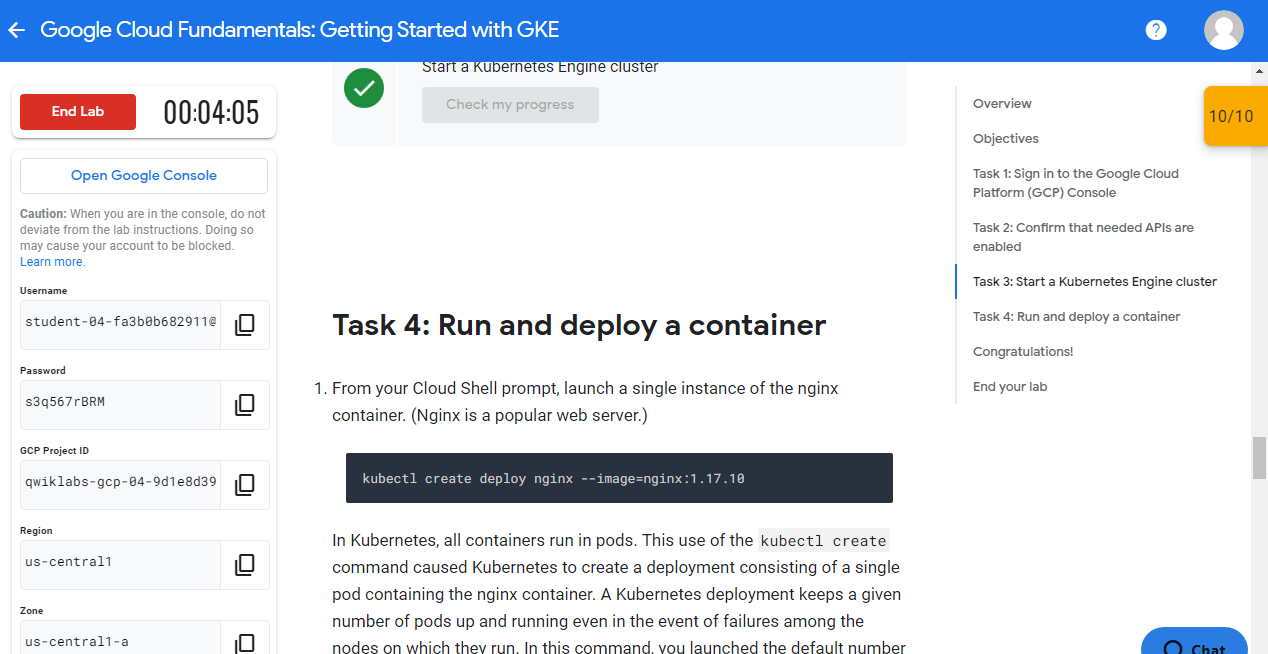 Google Cloud Fundamentals: Getting Started with GKE
?
End Lab
00:04:05
Open Google Console
Caution: When you are in the console, do not
deviate from the lab instructions. Doing so
may cause your account to be blocked.
Learn more.
Username
student-04-fa3b0b682911@
Password
s3q567rBRM
GCP Project ID
qwiklabs-gcp-04-9d1e8d39
Region
us-central1
Zone
us-central1-a
Start a Kubernetes Engine cluster
Check my progress
Task 4: Run and deploy a container
1. From your Cloud Shell prompt, launch a single instance of the nginx
container. (Nginx is a popular web server.)
kubectl create deploy nginx --image=nginx:1.17.10
In Kubernetes, all containers run in pods. This use of the kubectl create
command caused Kubernetes to create a deployment consisting of a single
pod containing the nginx container. A Kubernetes deployment keeps a given
number of pods up and running even in the event of failures among the
nodes on which they run. In this command, you launched the default number
Overview
Objectives
Task 1: Sign in to the Google Cloud
Platform (GCP) Console
Task 2: Confirm that needed APIs are
enabled
Task 3: Start a Kubernetes Engine cluster
Task 4: Run and deploy a container
Congratulations!
End your lab
10/10
Chat